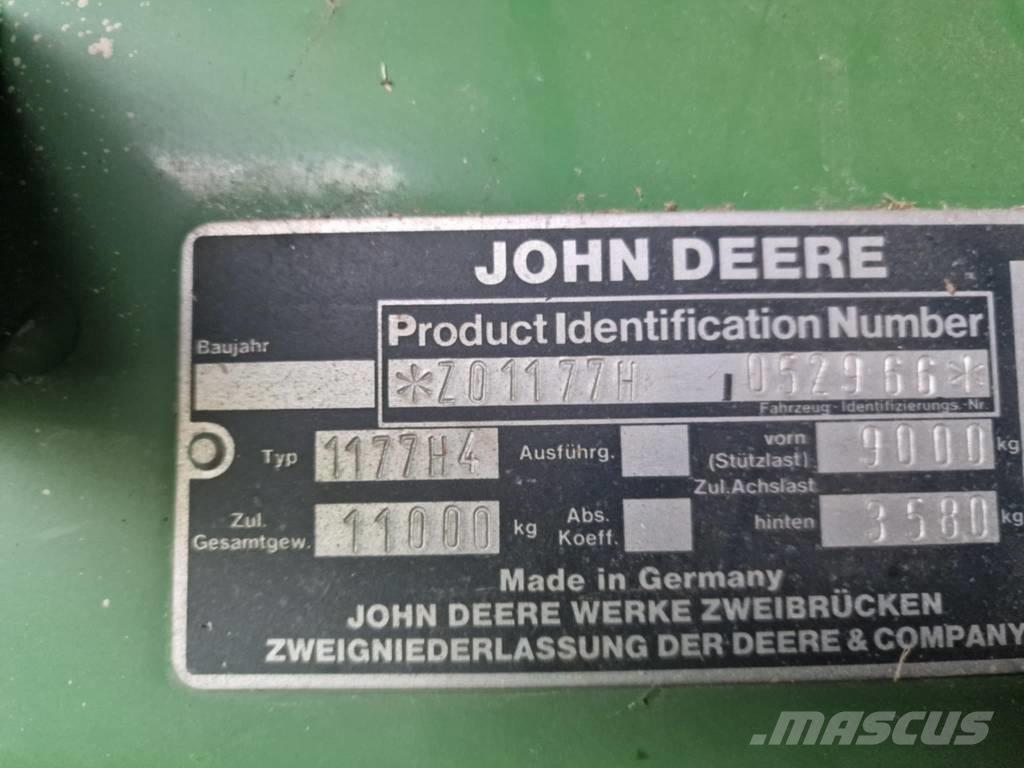 JOHN DEERE
Product Identification Number
Baujahr
*Z01177H 052966*
Fahrzeug-Identifizierungs.-Nr.
Typ 1177H4 Ausführg. vorn (Stützlast) 9000 kg
Zul.Achslast
Zul. Gesamtgew. 11000 kg Abs. Koeff. hinten 3580 kg
Made in Germany
JOHN DEERE WERKE ZWEIBRÜCKEN
ZWEIGNIEDERLASSUNG DER DEERE & COMPANY
MASCUS